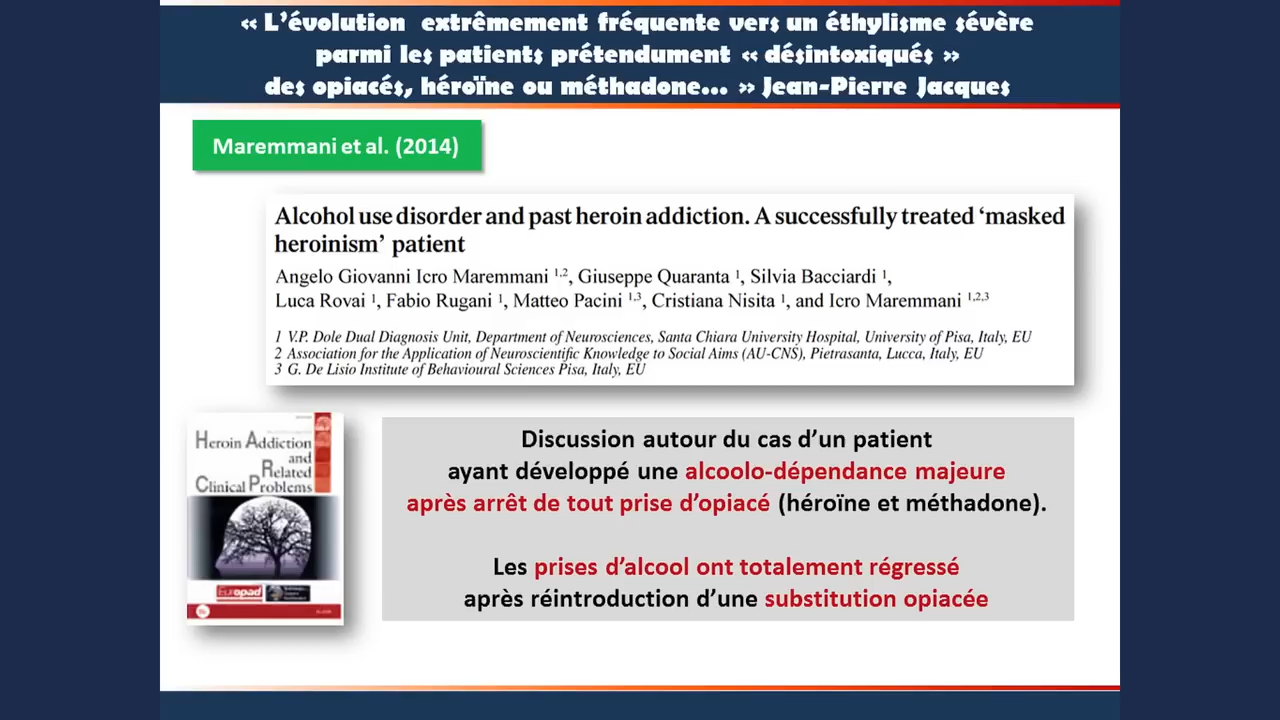 « L'évolution extrêmement fréquente vers un éthylisme sévère
parmi les patients prétendument « désintoxiqués »
des opiacés, héroïne ou méthadone... » Jean-Pierre Jacques
Maremmani et al. (2014)
Alcohol use disorder and past heroin addiction. A successfully treated ‘masked
heroinism’ patient
Angelo Giovanni Icro Maremmani 1,2, Giuseppe Quaranta 1, Silvia Bacciardi 1,
Luca Rovai 1, Fabio Rugani 1, Matteo Pacini 1,3, Cristiana Nisita 1, and Icro Maremmani 1,2,3
1 V.P. Dole Dual Diagnosis Unit, Department of Neurosciences, Santa Chiara University Hospital, University of Pisa, Italy, EU
2 Association for the Application of Neuroscientific Knowledge to Social Aims (AU-CNS), Pietrasanta, Lucca, Italy, EU
3 G. De Lisio Institute of Behavioural Sciences Pisa, Italy, EU
Heroin Addiction
and
Related
Clinical Problems
Europad
Discussion autour du cas d'un patient
ayant développé une alcoolo-dépendance majeure
après arrêt de tout prise d'opiacé (héroïne et méthadone).
Les prises d'alcool ont totalement régressé
après réintroduction d'une substitution opiacée